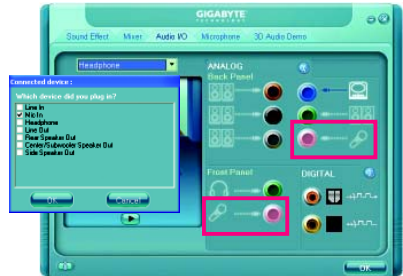 GIGABYTE
Sound Effect
Mixer
Audio I/O
Microphone
3D Audio Demo
Headphone
ANALOG
Back Panel
Connected device :
Which device did you plug in?
Line In
Mic In
Headphone
Line Out
Rear Speaker Out
Center/Subwoofer Speaker Out
Side Speaker Out
OK
Cancel
Front Panel
DIGITAL
OK